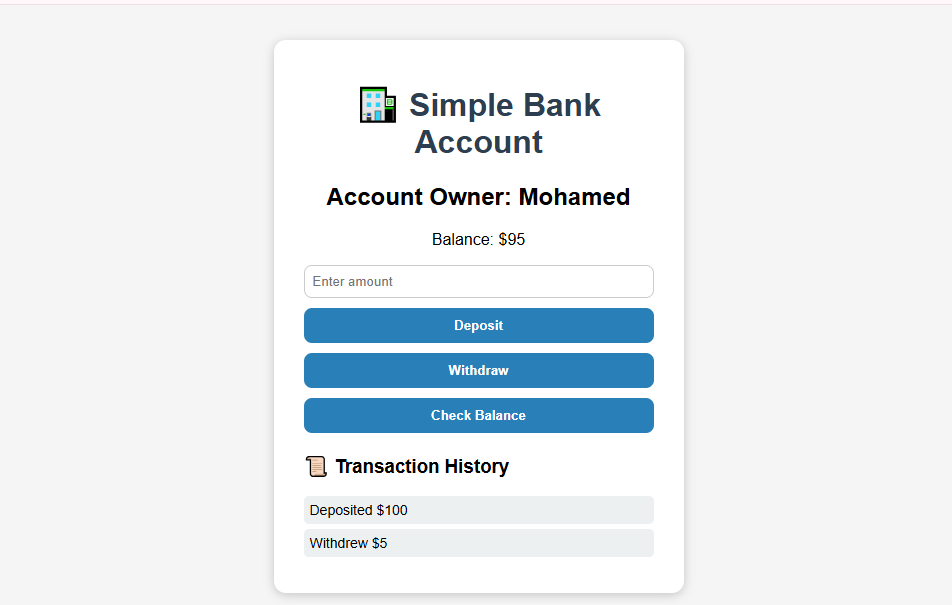 Simple Bank
Account
Account Owner: Mohamed
Balance: $95
Enter amount
Deposit
Withdraw
Check Balance
Transaction History
Deposited $100
Withdrew $5